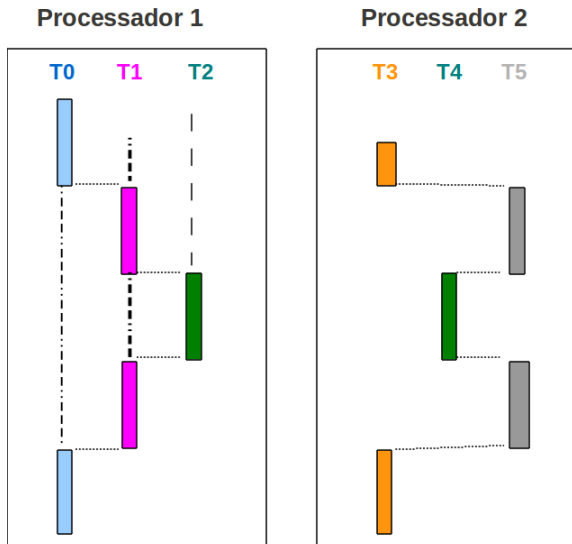 Processador 1
Processador 2
T0 T1 T2
T3 T4 T5